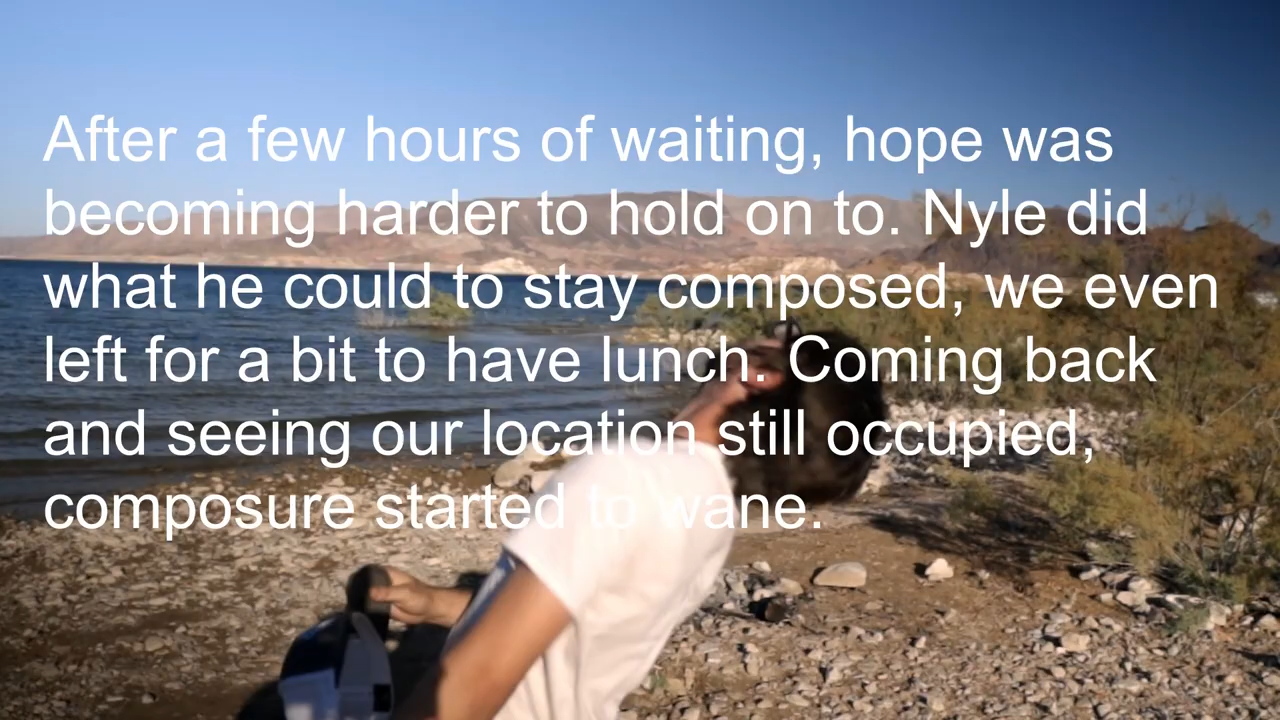 After a few hours of waiting, hope was
becoming harder to hold on to. Nyle did
what he could to stay composed, we even
left for a bit to have lunch. Coming back
and seeing our location still occupied,
composure started to wane.